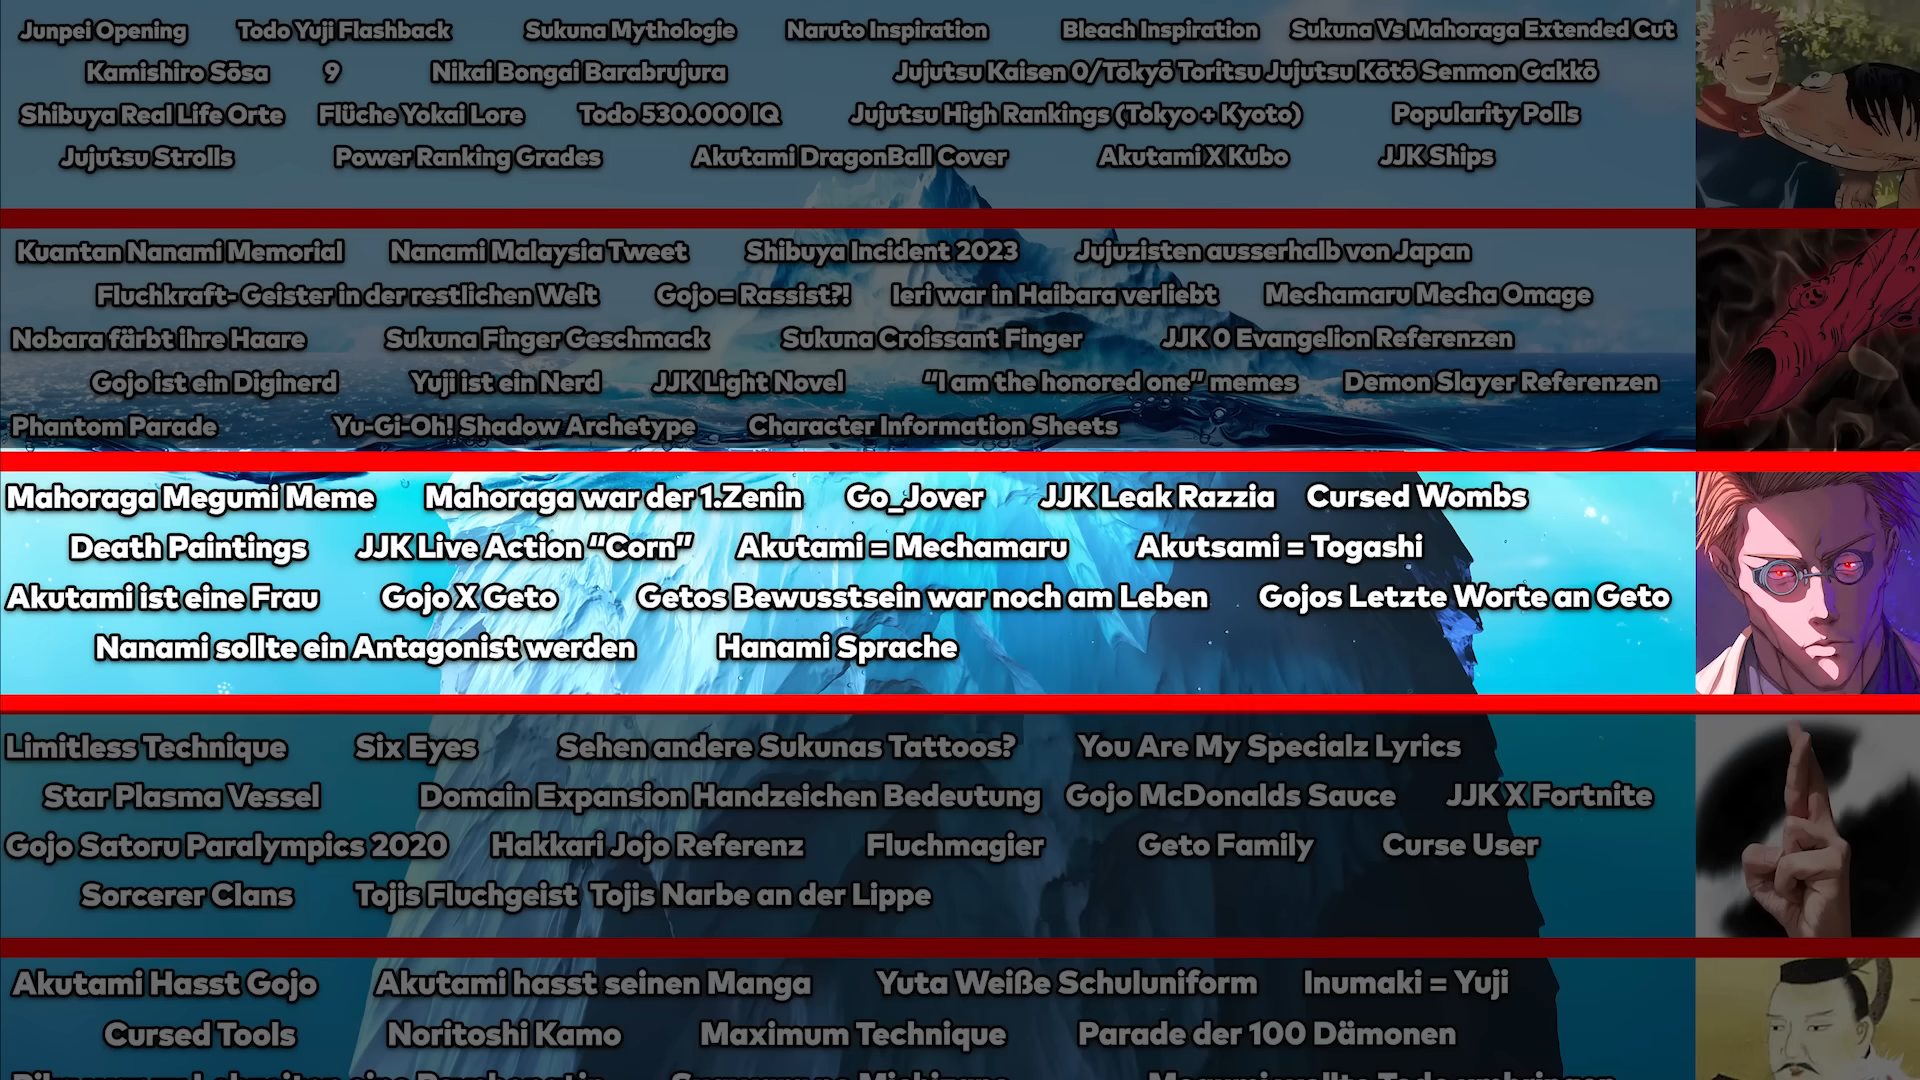 Junpei Opening Todo Yuji Flashback Sukuna Mythologie Naruto Inspiration Bleach Inspiration Sukuna Vs Mahoraga Extended Cut
Kamishiro Sōsa 9 Nikai Bongai Barabrujura Jujutsu Kaisen 0/Tōkyō Toritsu Jujutsu Kōtō Senmon Gakkō
Shibuya Real Life Orte Flüche Yokai Lore Todo 530.000 IQ Jujutsu High Rankings (Tokyo + Kyoto) Popularity Polls
Jujutsu Strolls Power Ranking Grades Akutami DragonBall Cover Akutami X Kubo JJK Ships
Kuantan Nanami Memorial Nanami Malaysia Tweet Shibuya Incident 2023 Jujuzisten ausserhalb von Japan
Fluchkraft- Geister in der restlichen Welt Gojo = Rassist?! Ieri war in Haibara verliebt Mechamaru Mecha Omage
Nobara färbt ihre Haare Sukuna Finger Geschmack Sukuna Croissant Finger JJK 0 Evangelion Referenzen
Gojo ist ein Diginerd Yuji ist ein Nerd JJK Light Novel “I am the honored one” memes Demon Slayer Referenzen
Phantom Parade Yu-Gi-Oh! Shadow Archetype Character Information Sheets
Mahoraga Megumi Meme Mahoraga war der 1.Zenin Go_Jover JJK Leak Razzia Cursed Wombs
Death Paintings JJK Live Action “Corn” Akutami = Mechamaru Akutsami = Togashi
Akutami ist eine Frau Gojo X Geto Getos Bewusstsein war noch am Leben Gojos Letzte Worte an Geto
Nanami sollte ein Antagonist werden Hanami Sprache
Limitless Technique Six Eyes Sehen andere Sukunas Tattoos? You Are My Specialz Lyrics
Star Plasma Vessel Domain Expansion Handzeichen Bedeutung Gojo McDonalds Sauce JJK X Fortnite
Gojo Satoru Paralympics 2020 Hakkari Jojo Referenz Fluchmagier Geto Family Curse User
Sorcerer Clans Tojis Fluchgeist Tojis Narbe an der Lippe
Akutami Hasst Gojo Akutami hasst seinen Manga Yuta Weiße Schuluniform Inumaki = Yuji
Cursed Tools Noritoshi Kamo Maximum Technique Parade der 100 Dämonen